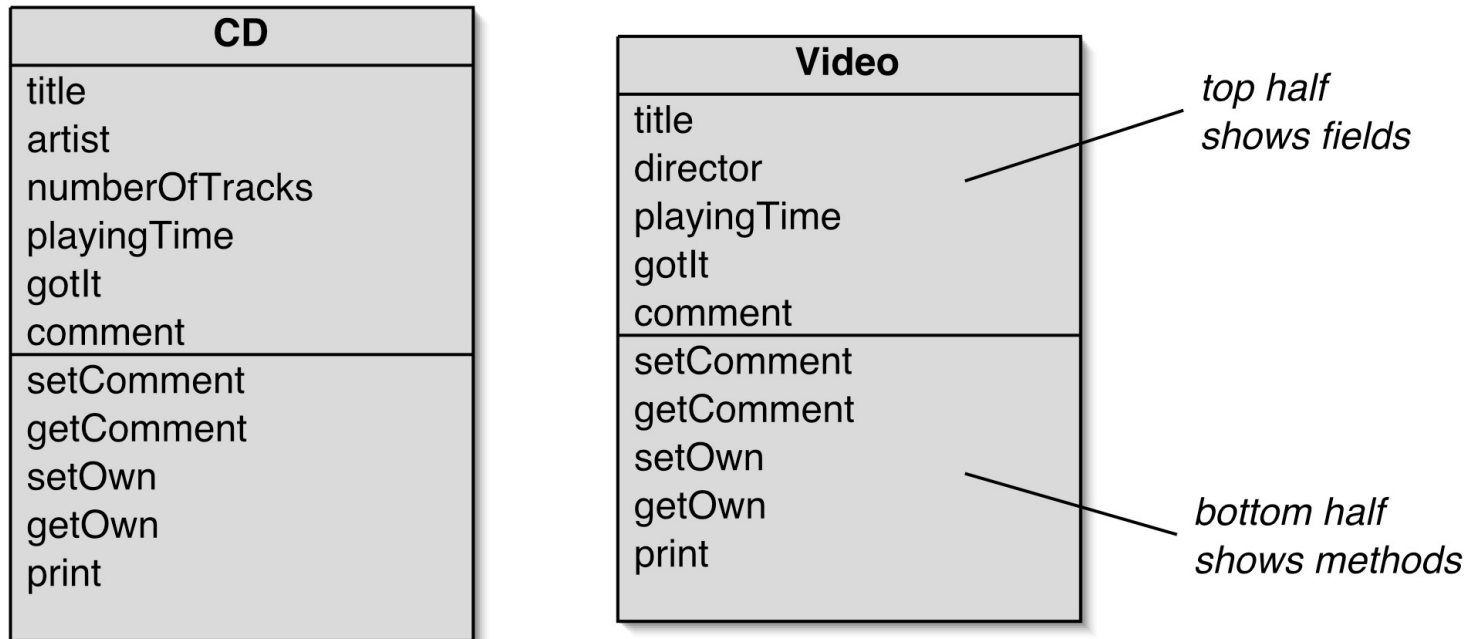 CD
title
artist
numberOfTracks
playingTime
gotIt
comment
setComment
getComment
setOwn
getOwn
print
Video
title
director
playingTime
gotIt
comment
setComment
getComment
setOwn
getOwn
print
top half
shows fields
bottom half
shows methods